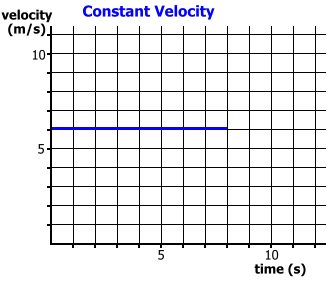 Constant Velocity
velocity
(m/s)
10
5
5 10
time (s)